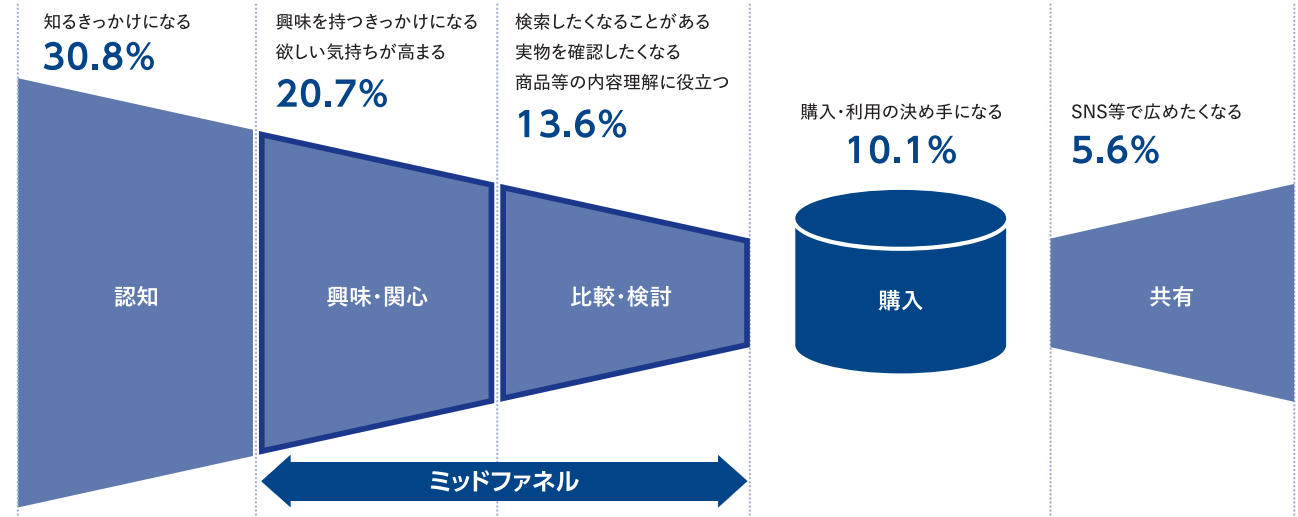 知るきっかけになる
30.8%
興味を持つきっかけになる
欲しい気持ちが高まる
20.7%
検索したくなることがある
実物を確認したくなる
商品等の内容理解に役立つ
13.6%
購入・利用の決め手になる
10.1%
SNS等で広めたくなる
5.6%
認知
興味・関心
比較・検討
購入
共有
ミッドファネル